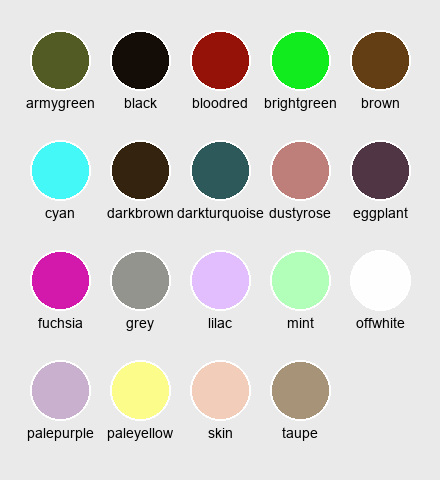 armygreen black bloodred brightgreen brown
cyan darkbrown darkturquoise dustyrose eggplant
fuchsia grey lilac mint offwhite
palepurple paleyellow skin taupe